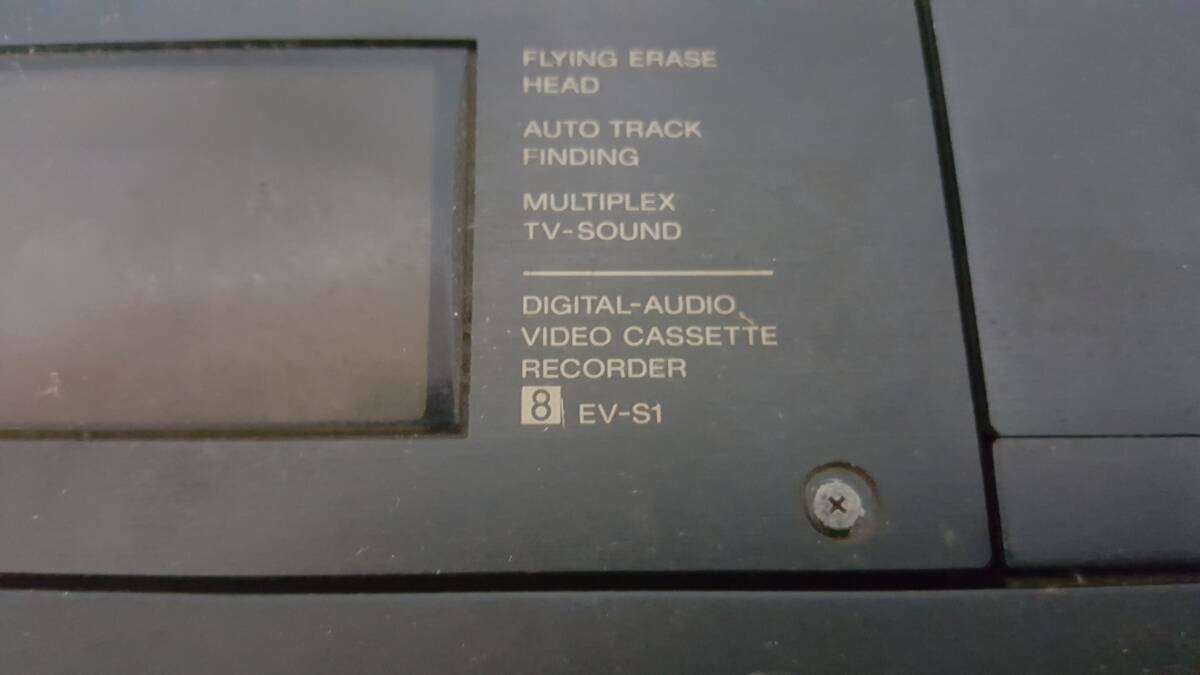 FLYING ERASE
HEAD
AUTO TRACK
FINDING
MULTIPLEX
TV-SOUND
DIGITAL-AUDIO
VIDEO CASSETTE
RECORDER
8 EV-S1